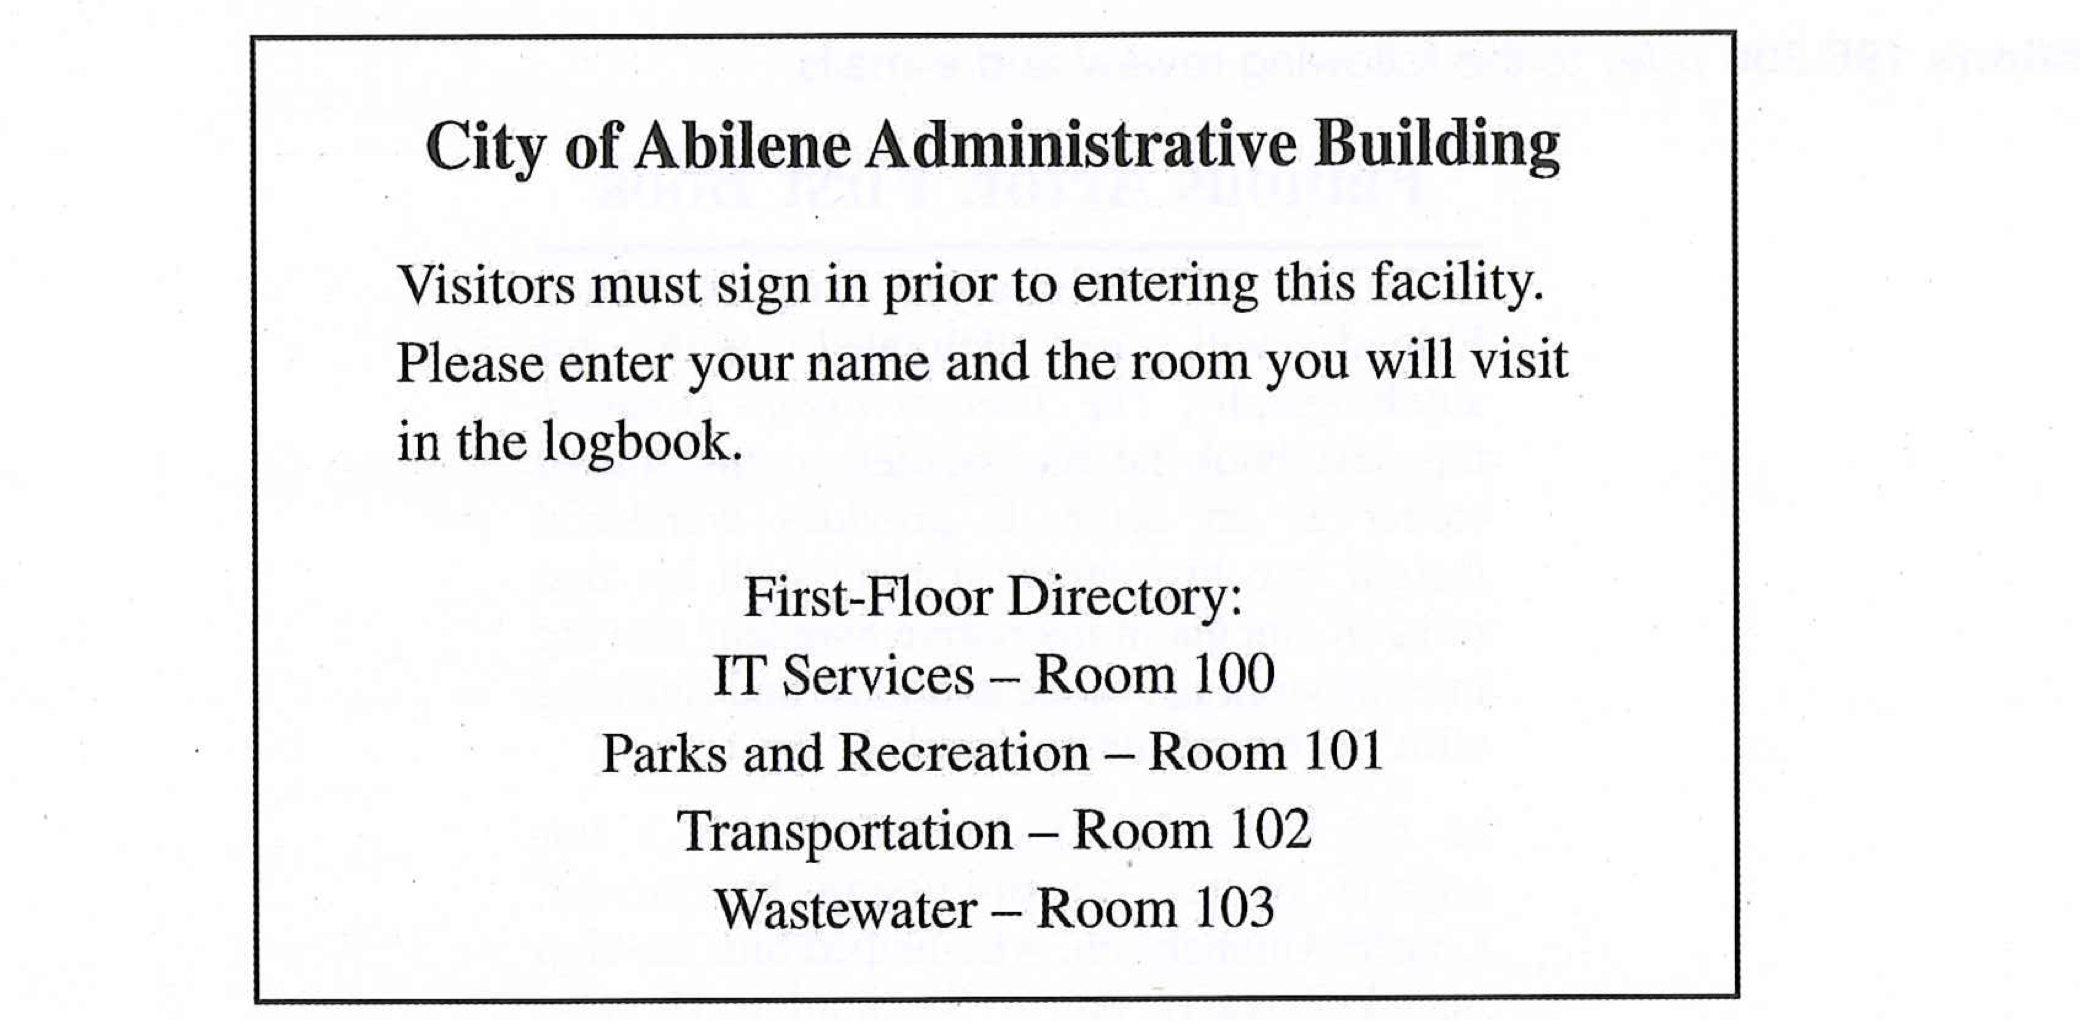 City of Abilene Administrative Building
Visitors must sign in prior to entering this facility.
Please enter your name and the room you will visit
in the logbook.
First-Floor Directory:
IT Services – Room 100
Parks and Recreation – Room 101
Transportation – Room 102
Wastewater – Room 103